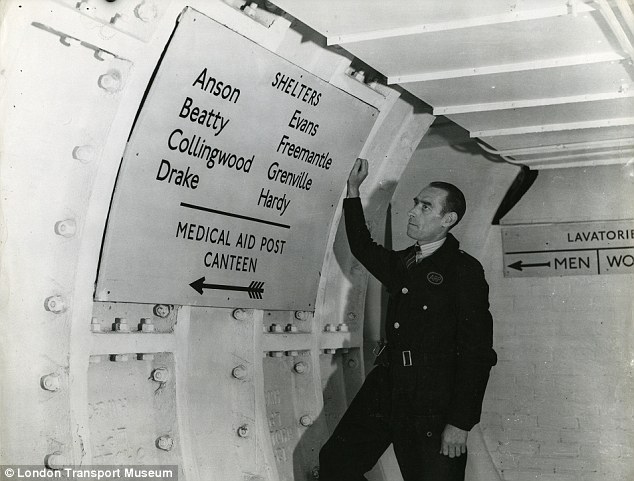 SHELTERS
Anson Evans
Beatty Freemantle
Collingwood Grenville
Drake Hardy
MEDICAL AID POST
CANTEEN
LAVATORIE
MEN WO
© London Transport Museum